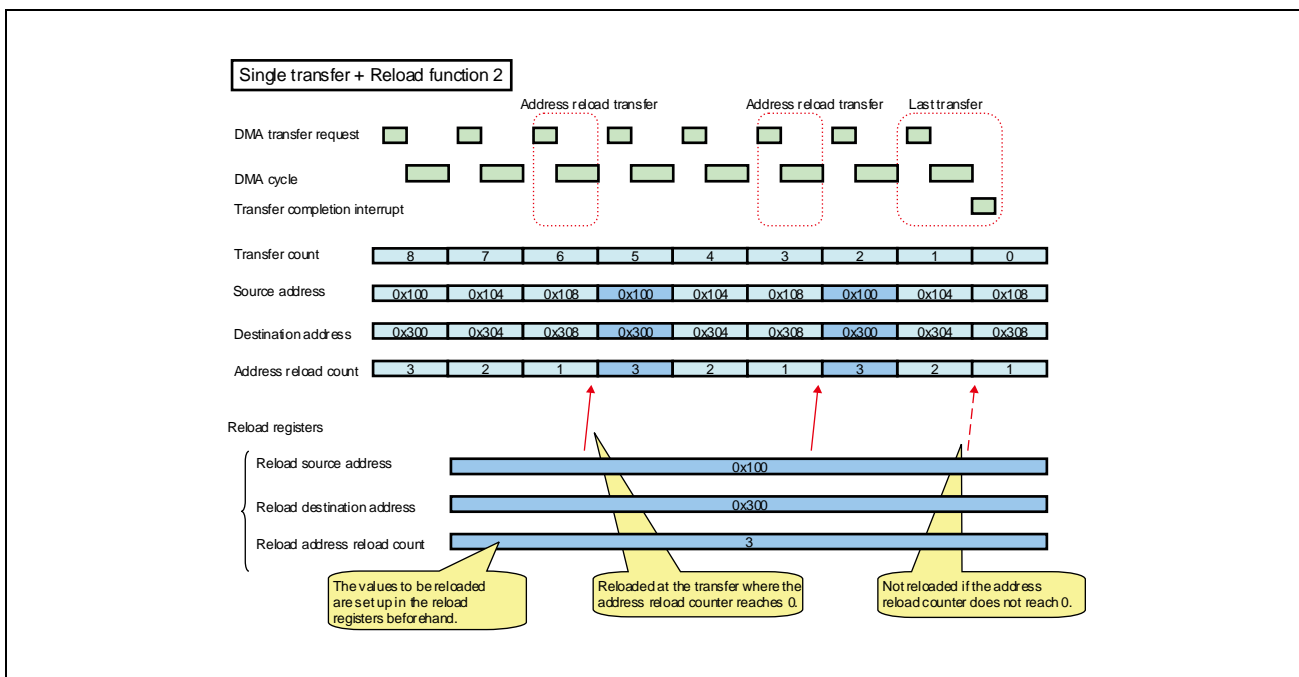 Single transfer + Reload function 2
Address reload transfer Address reload transfer Last transfer
DMA transfer request
DMA cycle
Transfer completion interrupt
Transfer count 8 7 6 5 4 3 2 1 0
Source address 0x100 0x104 0x108 0x100 0x104 0x108 0x100 0x104 0x108
Destination address 0x300 0x304 0x308 0x300 0x304 0x308 0x300 0x304 0x308
Address reload count 3 2 1 3 2 1 3 2 1
Reload registers
Reload source address 0x100
Reload destination address 0x300
Reload address reload count 3
The values to be reloaded
are set up in the reload
registers beforehand.
Reloaded at the transfer where the
address reload counter reaches 0.
Not reloaded if the address
reload counter does not reach 0.